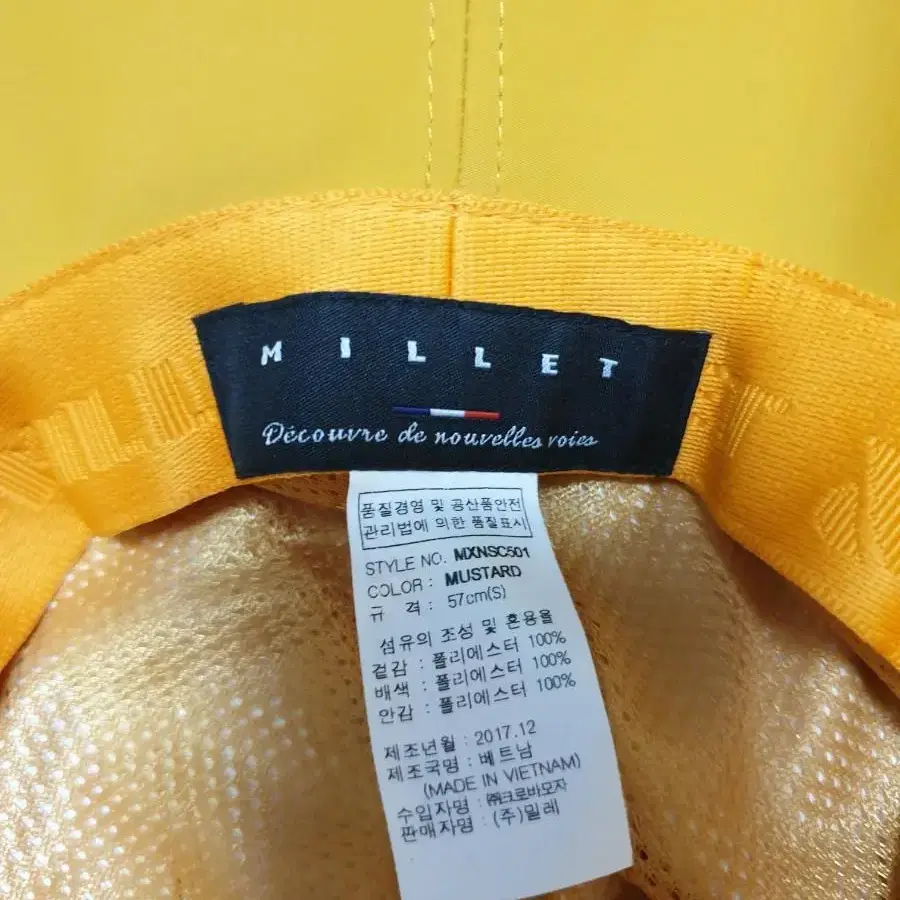 MILLET
Découvre de nouvelles voies
품질경영 및 공산품안전
관리법에 의한 품질표시
STYLE NO. MXNSC501
COLOR : MUSTARD
규 격 : 57cm(S)
섬유의 조성 및 혼용율
겉감 : 폴리에스터 100%
배색 : 폴리에스터 100%
안감 : 폴리에스터 100%
제조년월 : 2017.12
제조국명 : 베트남
(MADE IN VIETNAM)
수입자명 : ㈜크로바모자
판매자명 : (주)밀레